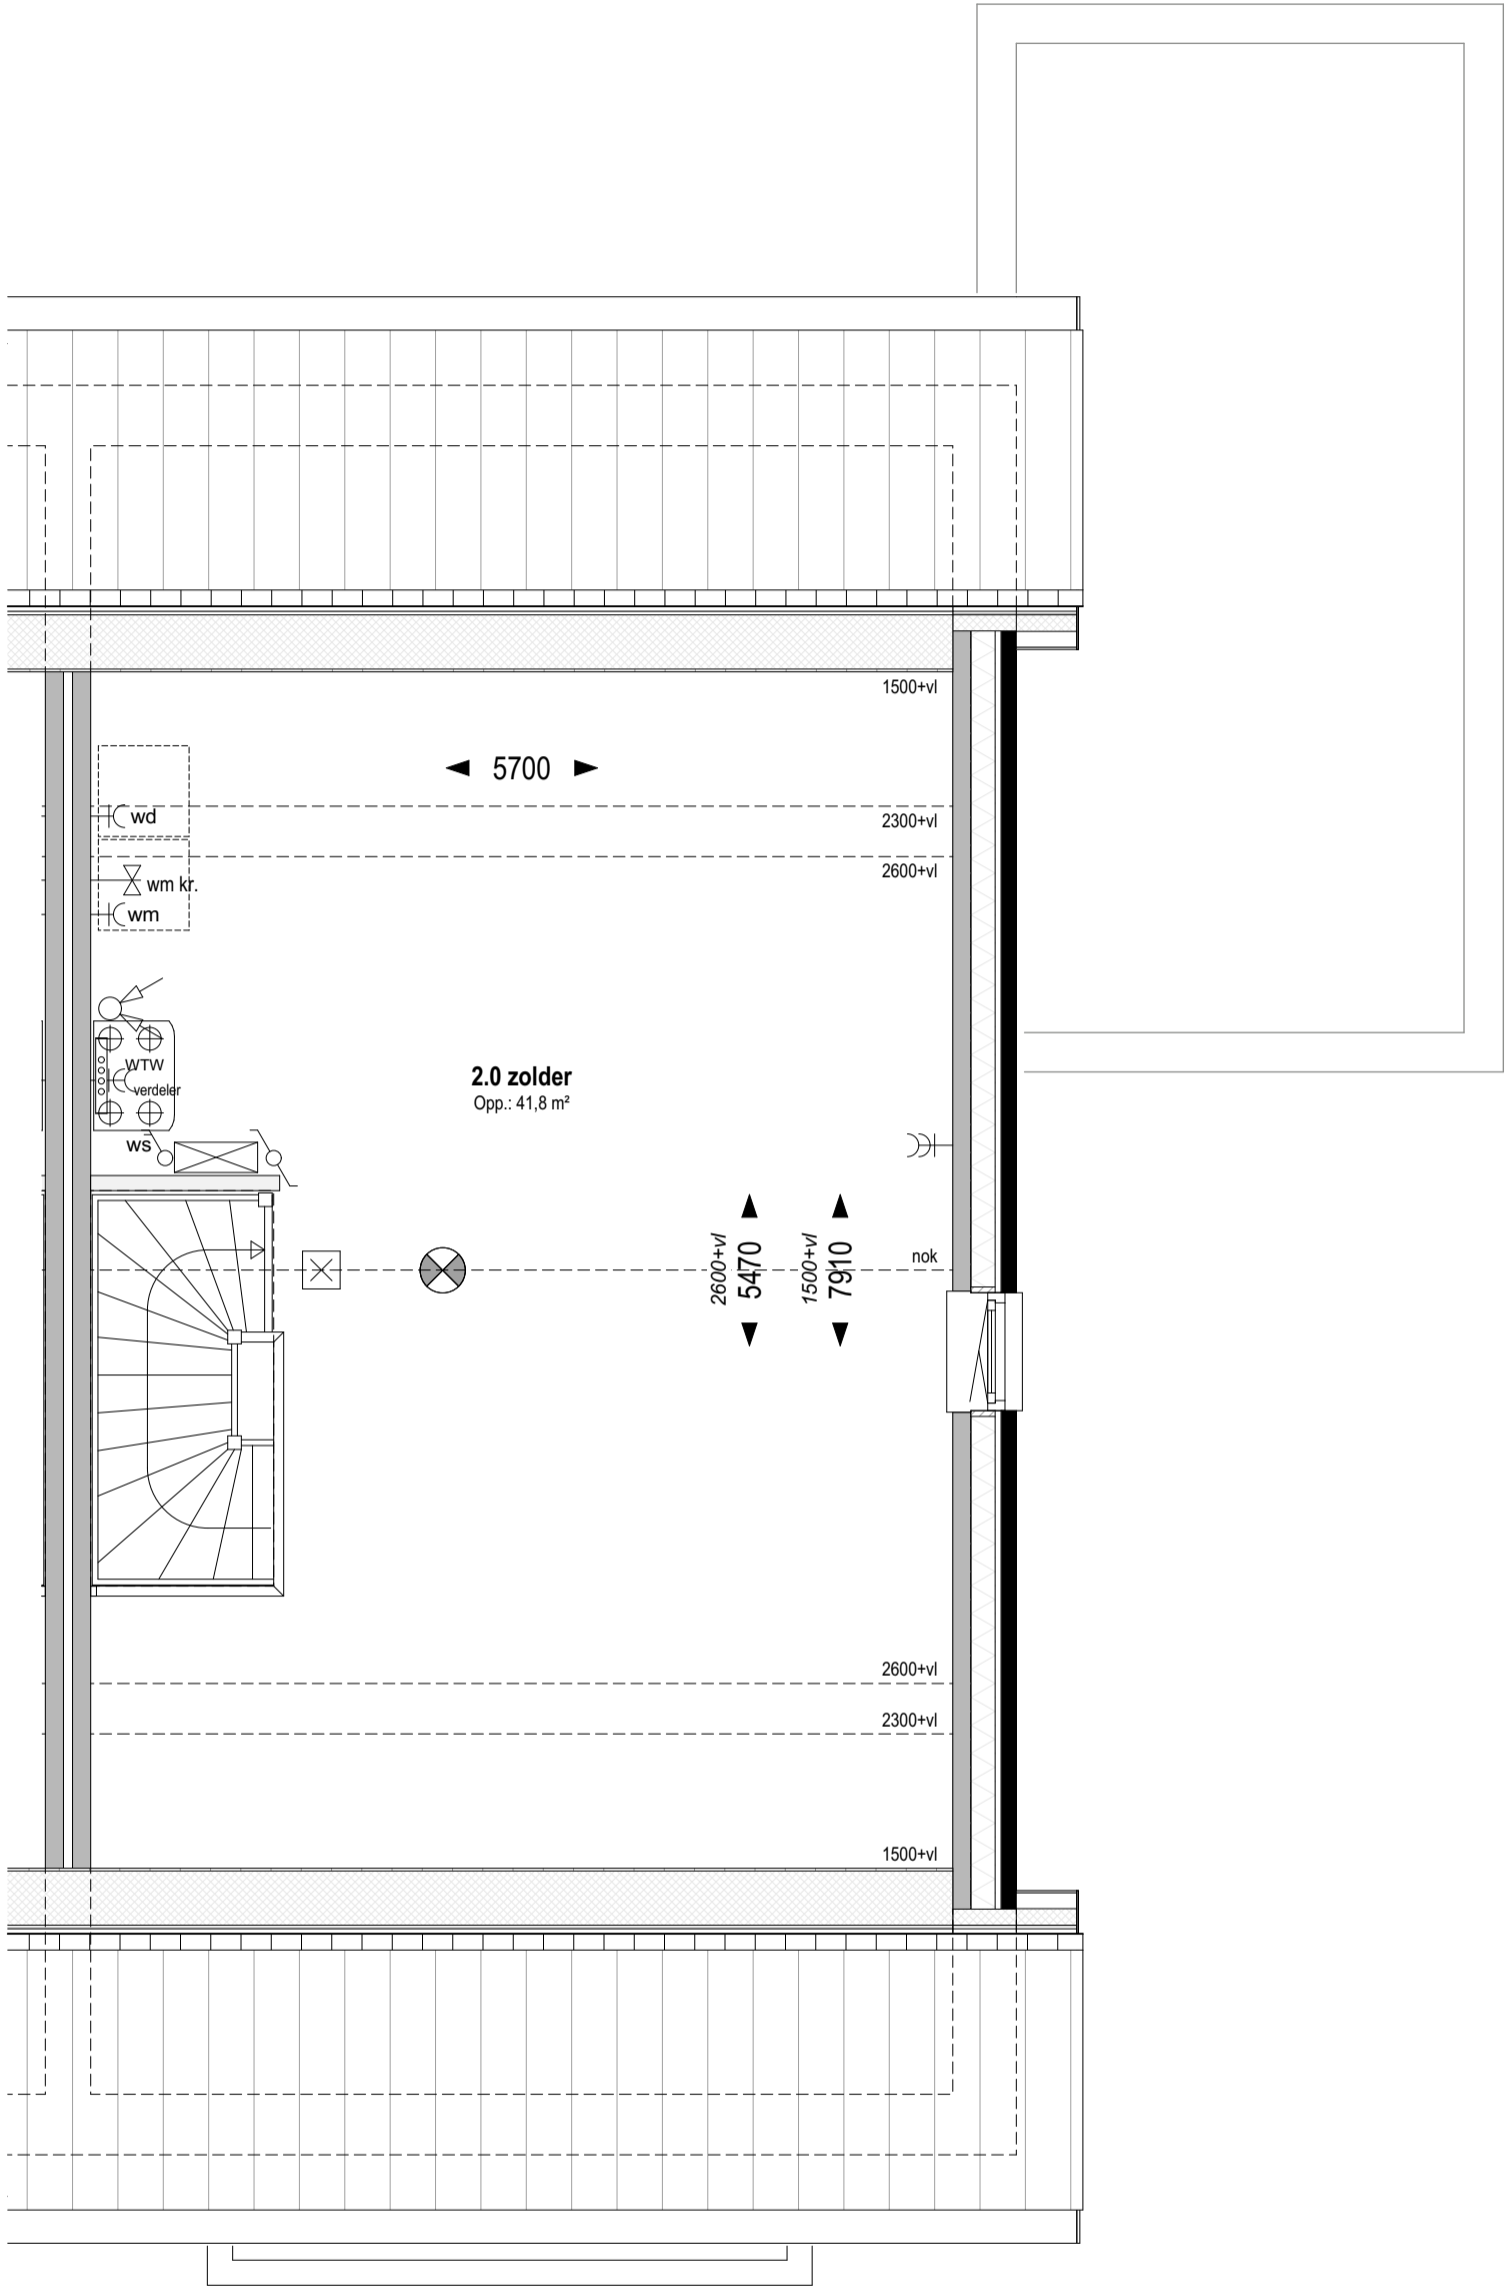 1500+vl
5700
wd
2300+vl
2600+vl
wm kr.
wm
WTW
verdeler
2.0 zolder
Opp.: 41,8 m²
ws
2600+vl
5470
1500+vl
7910
nok
2600+vl
2300+vl
1500+vl